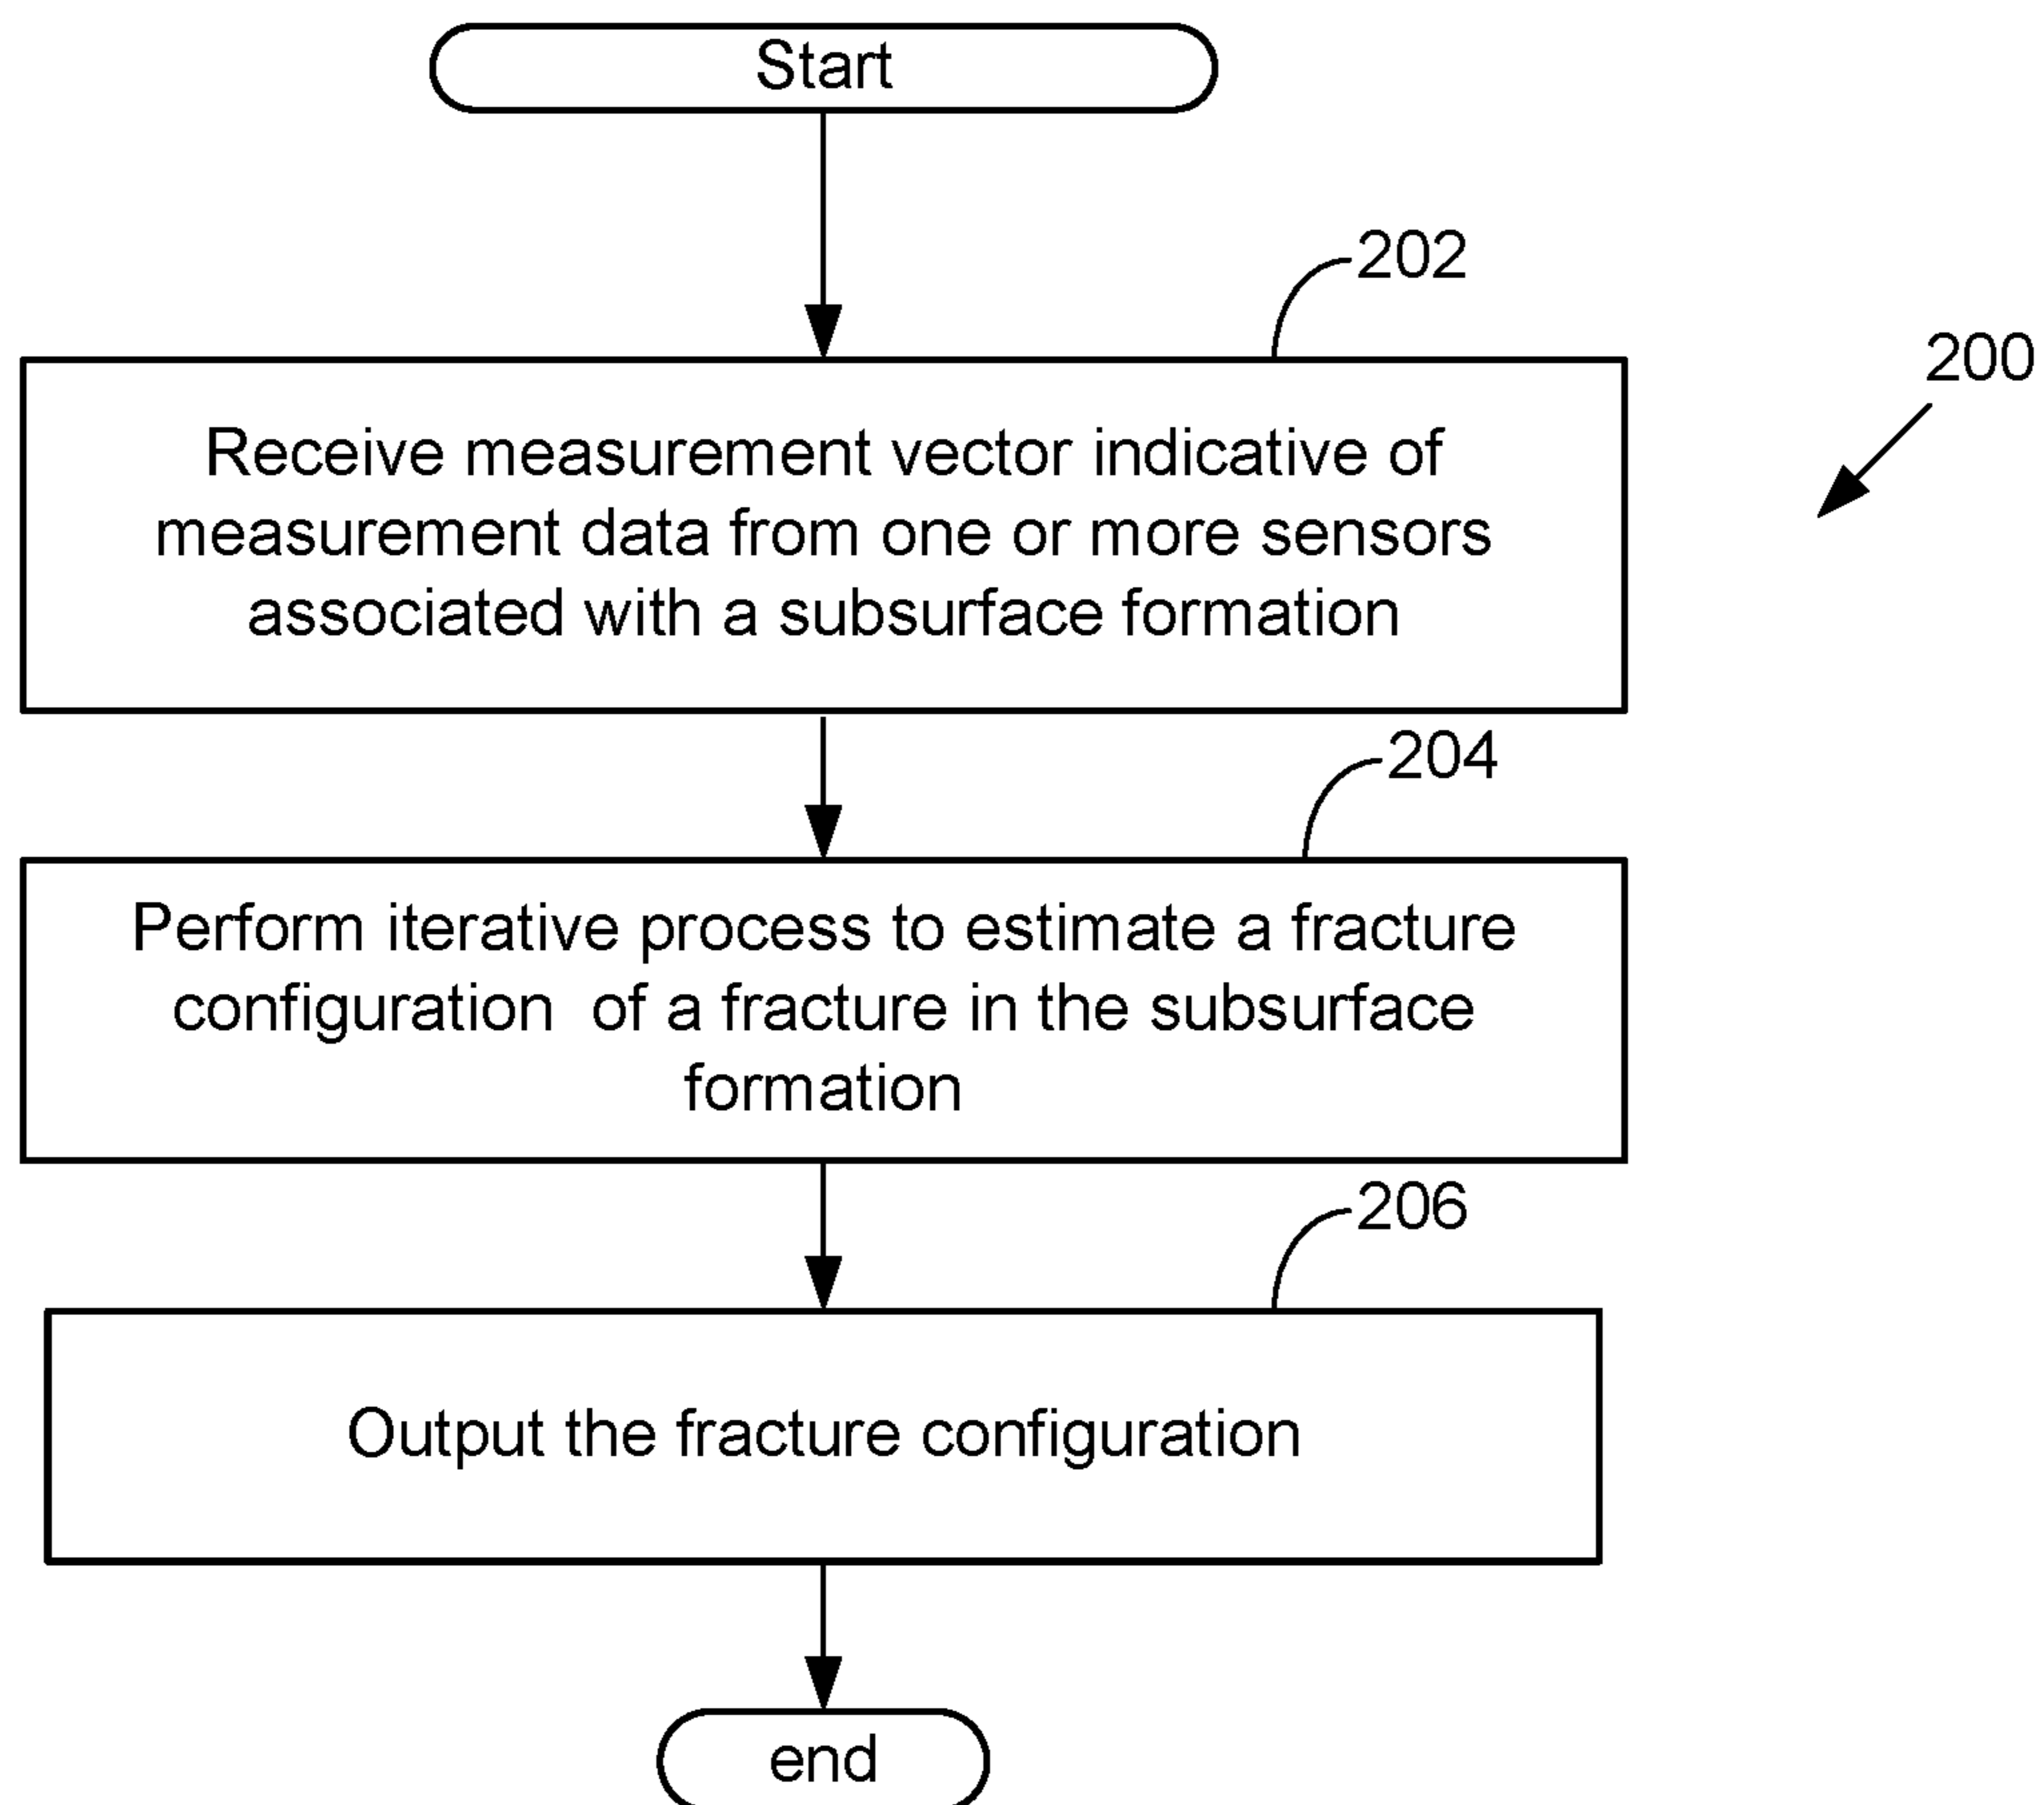 Start
202
200
Receive measurement vector indicative of
measurement data from one or more sensors
associated with a subsurface formation
204
Perform iterative process to estimate a fracture
configuration  of a fracture in the subsurface
formation
206
Output the fracture configuration
end